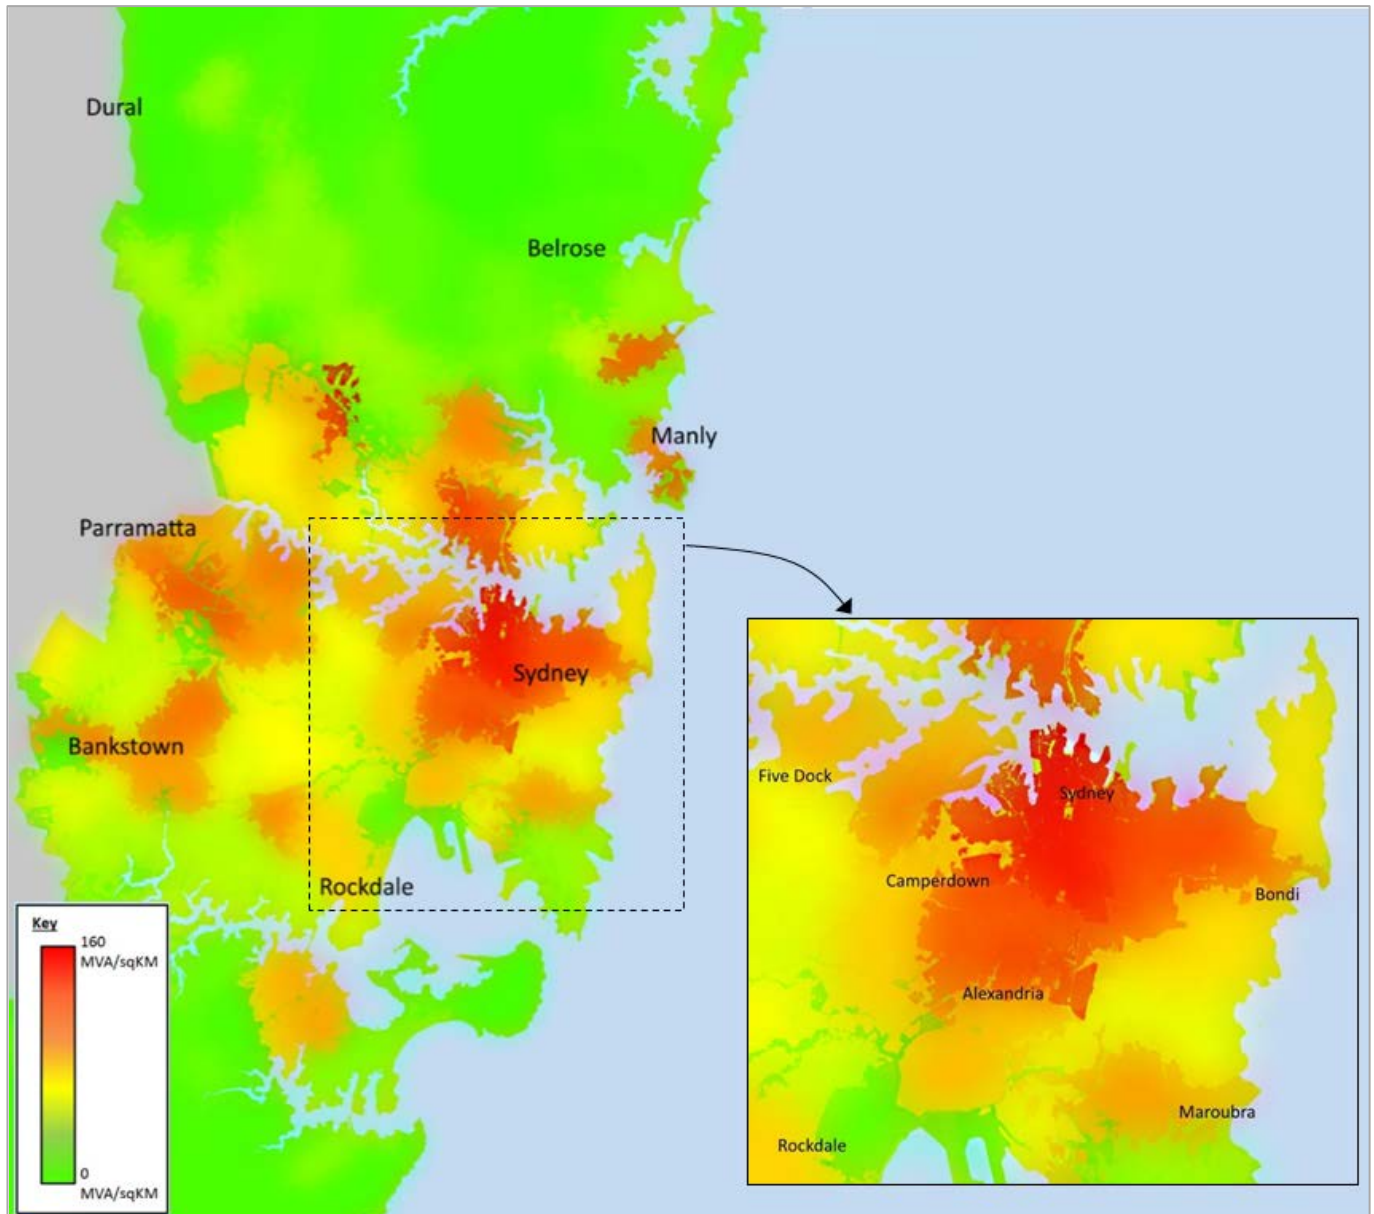 Dural
Belrose
Manly
Parramatta
Sydney
Bankstown
Rockdale
Key
160
MVA/sqKM
0
MVA/sqKM
Five Dock
Sydney
Camperdown
Bondi
Alexandria
Maroubra
Rockdale